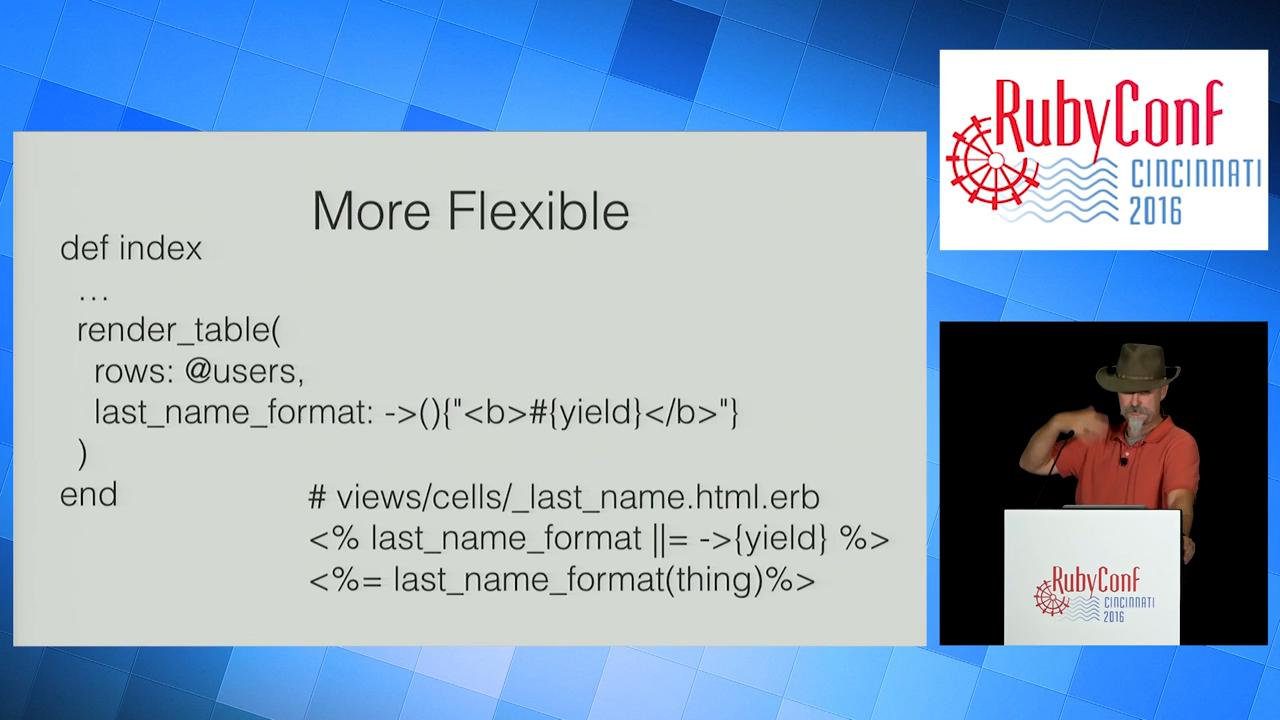 More Flexible
def index
…
render_table(
rows: @users,
last_name_format: ->(){"<b>#{yield}</b>"}
)
end
# views/cells/_last_name.html.erb
<% last_name_format ||= ->{yield} %>
<%= last_name_format(thing)%>
RubyConf
CINCINNATI
2016
RubyConf
CINCINNATI
2016